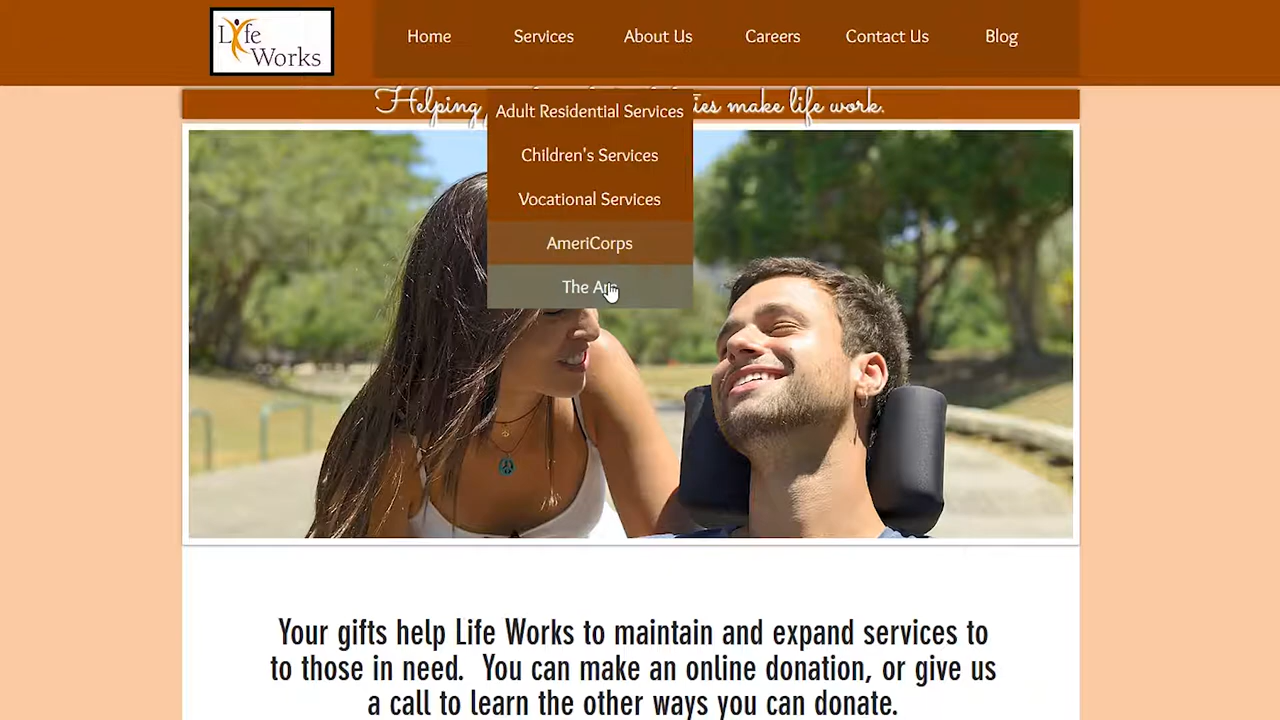 Life
Works
Home Services About Us Careers Contact Us Blog
Helping make life work.
Adult Residential Services
Children's Services
Vocational Services
AmeriCorps
The
Your gifts help Life Works to maintain and expand services to
to those in need. You can make an online donation, or give us
a call to learn the other ways you can donate.